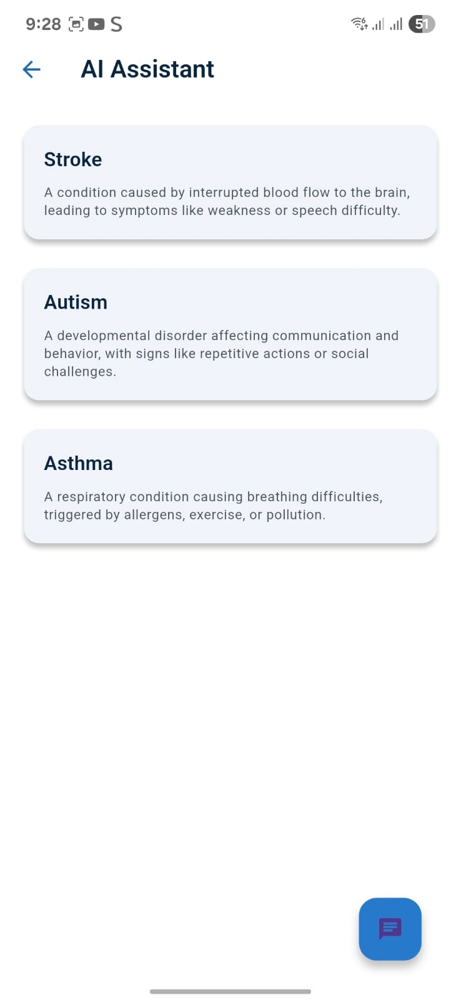 9:28 S 6 51
AI Assistant
Stroke
A condition caused by interrupted blood flow to the brain,
leading to symptoms like weakness or speech difficulty.
Autism
A developmental disorder affecting communication and
behavior, with signs like repetitive actions or social
challenges.
Asthma
A respiratory condition causing breathing difficulties,
triggered by allergens, exercise, or pollution.